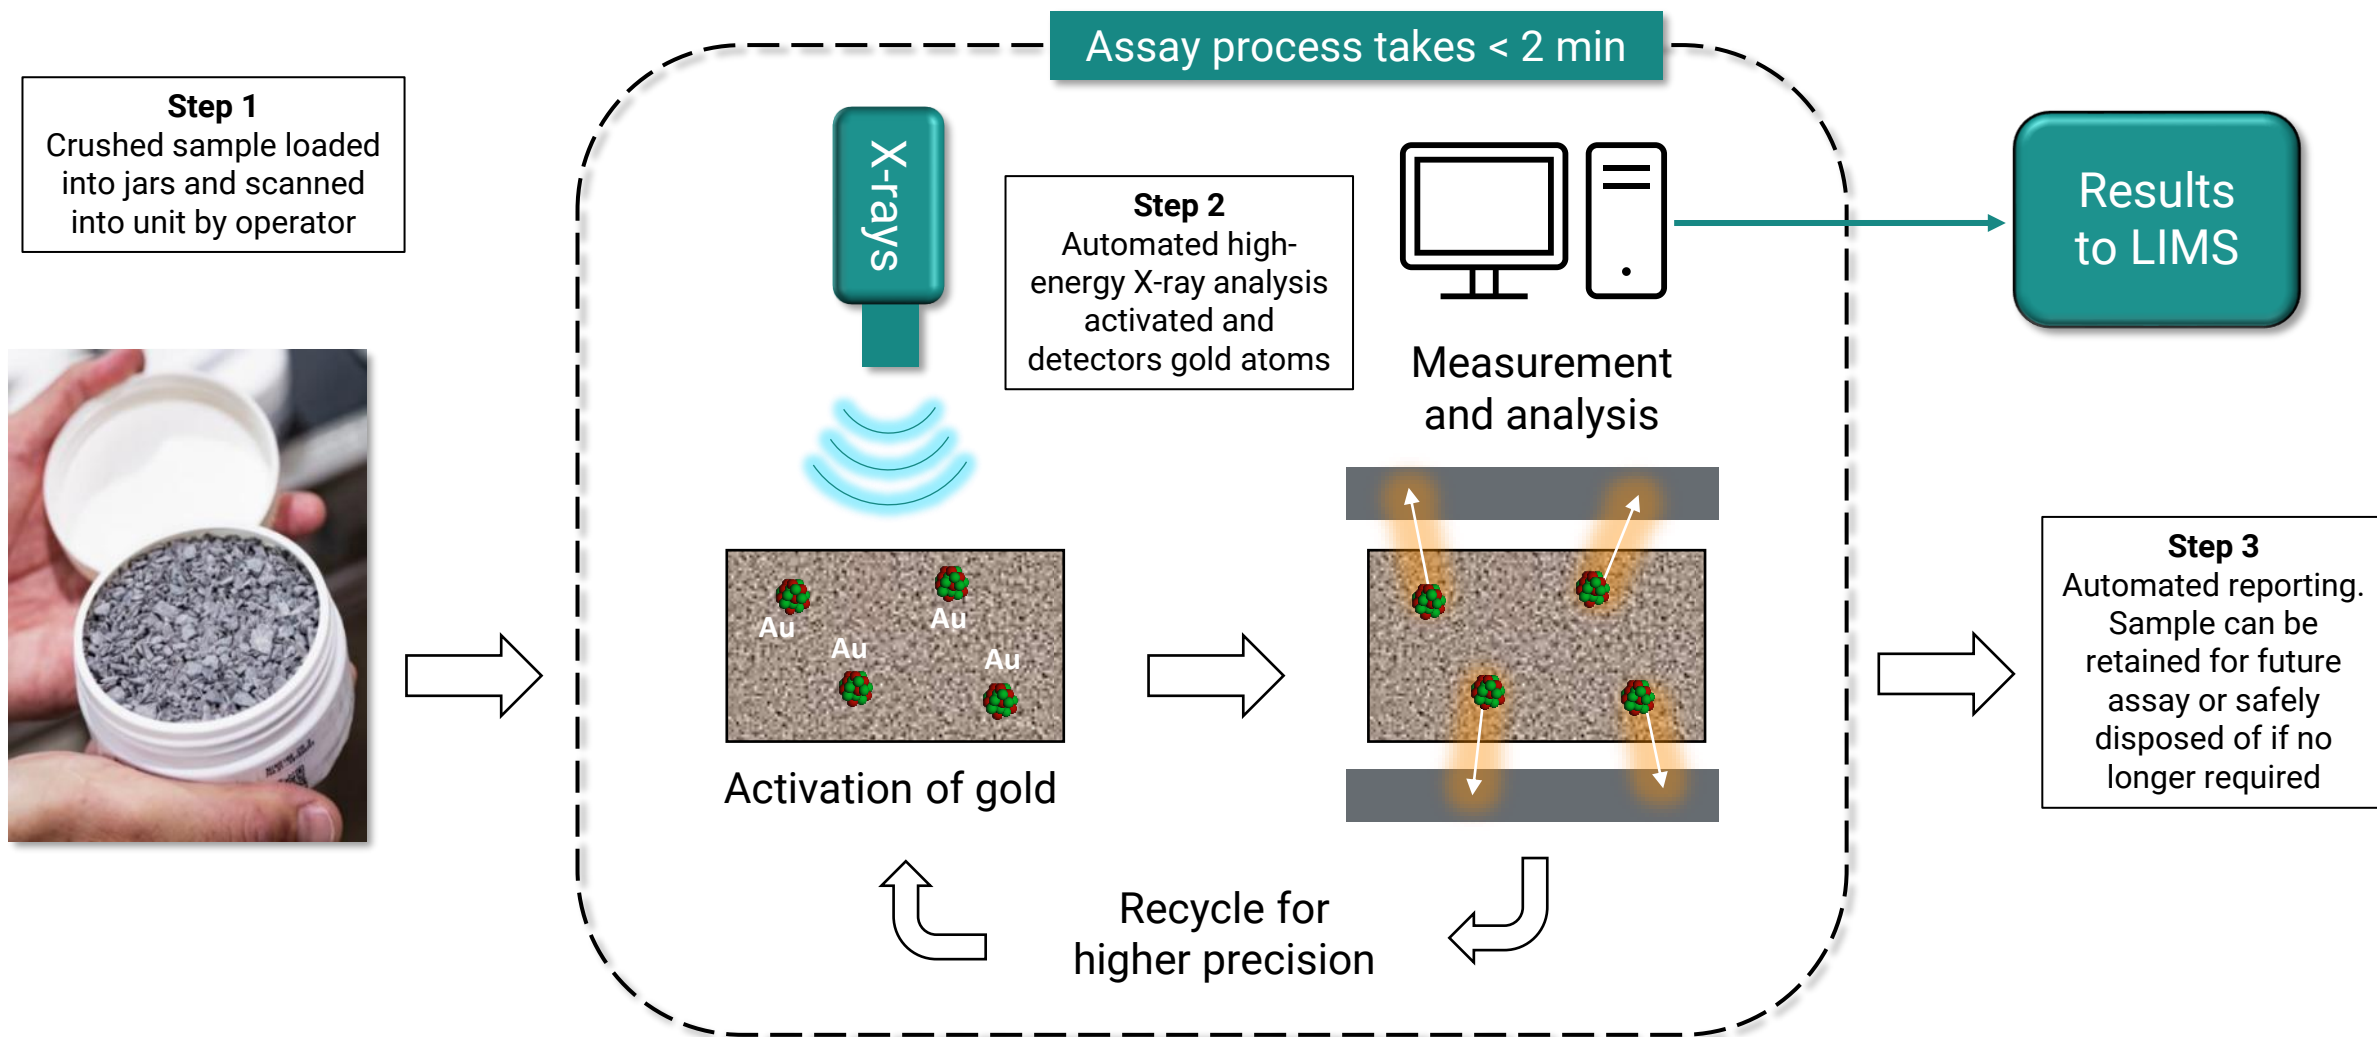 Assay process takes < 2 min
Step 1
Crushed sample loaded
into jars and scanned
into unit by operator
X-rays
Step 2
Automated high-
energy X-ray analysis
activated and
detectors gold atoms
Measurement
and analysis
Results
to LIMS
Au
Au
Au
Au
Activation of gold
Recycle for
higher precision
Step 3
Automated reporting.
Sample can be
retained for future
assay or safely
disposed of if no
longer required